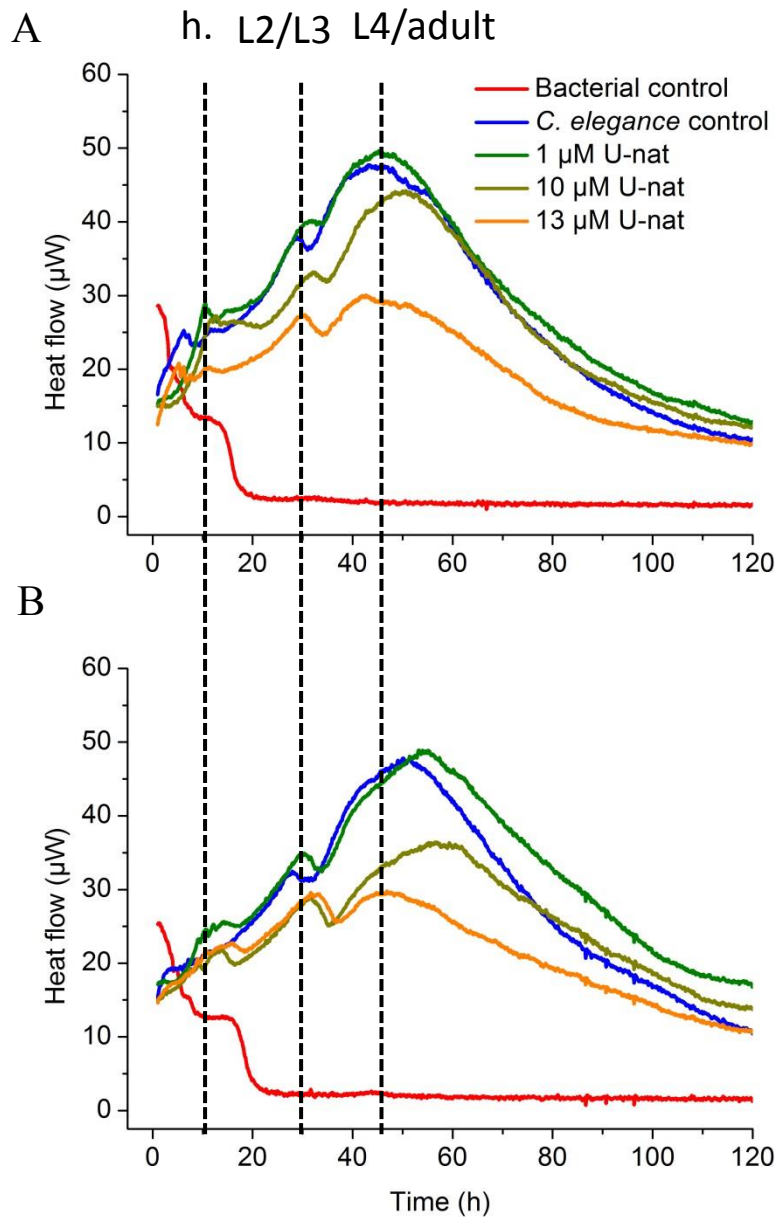 A h. L2/L3 L4/adult
60
50
40
30
20
10
0
Heat flow (µW)
Bacterial control
C. elegance control
1 µM U-nat
10 µM U-nat
13 µM U-nat
0 20 40 60 80 100 120
B
60
50
40
30
20
10
0
Heat flow (µW)
0 20 40 60 80 100 120
Time (h)